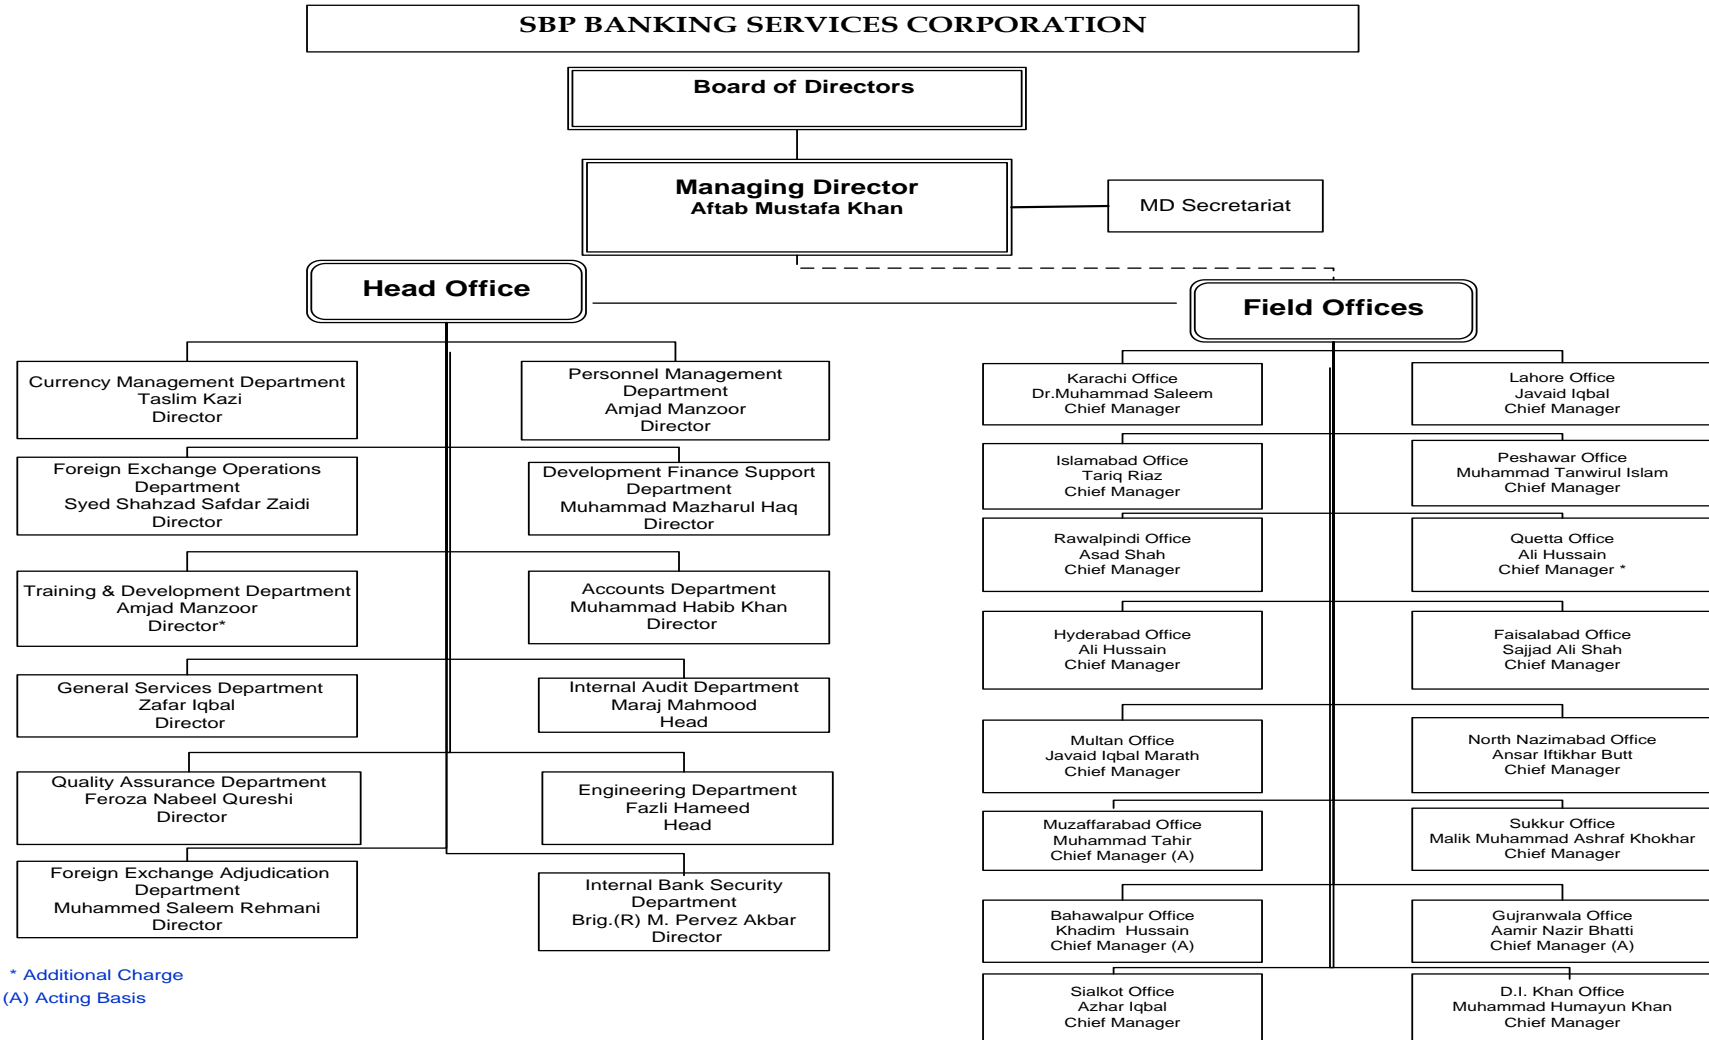 SBP BANKING SERVICES CORPORATION
Board of Directors
Managing Director
Aftab Mustafa Khan
MD Secretariat
Head Office
Field Offices
Currency Management Department
Taslim Kazi
Director
Personnel Management
Department
Amjad Manzoor
Director
Foreign Exchange Operations
Department
Syed Shahzad Safdar Zaidi
Director
Development Finance Support
Department
Muhammad Mazharul Haq
Director
Training & Development Department
Amjad Manzoor
Director*
Accounts Department
Muhammad Habib Khan
Director
General Services Department
Zafar Iqbal
Director
Internal Audit Department
Maraj Mahmood
Head
Quality Assurance Department
Feroza Nabeel Qureshi
Director
Engineering Department
Fazli Hameed
Head
Foreign Exchange Adjudication
Department
Muhammed Saleem Rehmani
Director
Internal Bank Security
Department
Brig.(R) M. Pervez Akbar
Director
* Additional Charge
(A) Acting Basis
Karachi Office
Dr.Muhammad Saleem
Chief Manager
Lahore Office
Javaid Iqbal
Chief Manager
Islamabad Office
Tariq Riaz
Chief Manager
Peshawar Office
Muhammad Tanwirul Islam
Chief Manager
Rawalpindi Office
Asad Shah
Chief Manager
Quetta Office
Ali Hussain
Chief Manager *
Hyderabad Office
Ali Hussain
Chief Manager
Faisalabad Office
Sajjad Ali Shah
Chief Manager
Multan Office
Javaid Iqbal Marath
Chief Manager
North Nazimabad Office
Ansar Iftikhar Butt
Chief Manager
Muzaffarabad Office
Muhammad Tahir
Chief Manager (A)
Sukkur Office
Malik Muhammad Ashraf Khokhar
Chief Manager
Bahawalpur Office
Khadim  Hussain
Chief Manager (A)
Gujranwala Office
Aamir Nazir Bhatti
Chief Manager (A)
Sialkot Office
Azhar Iqbal
Chief Manager
D.I. Khan Office
Muhammad Humayun Khan
Chief Manager